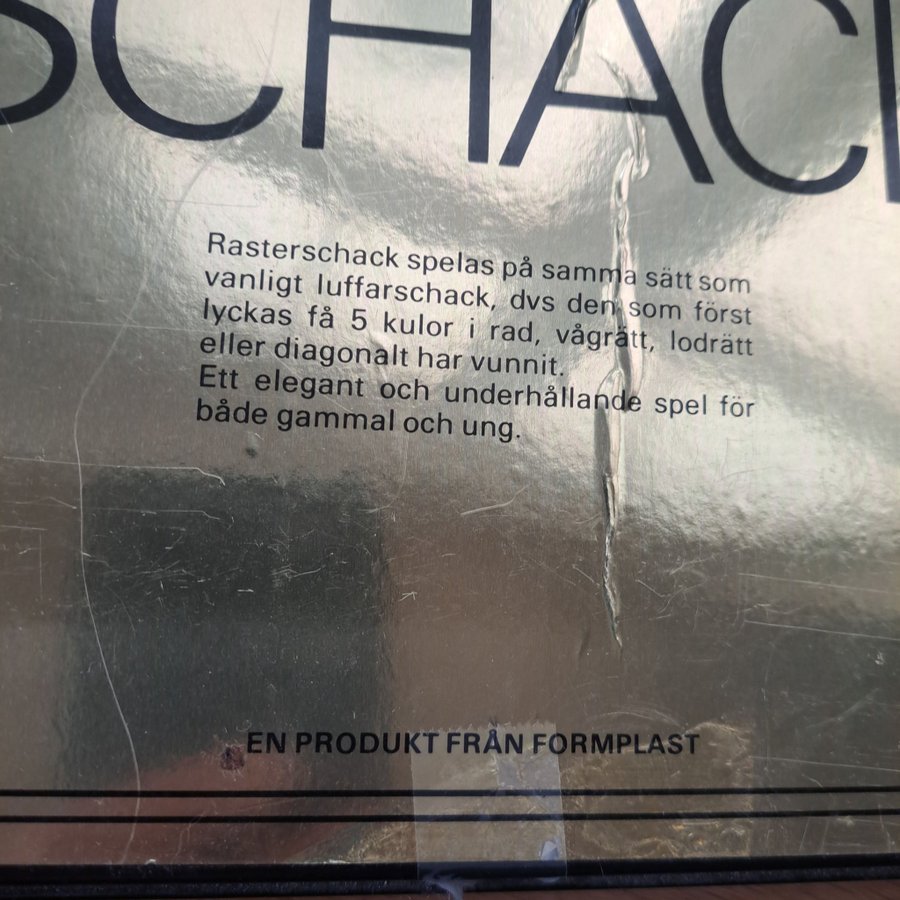 SCHACK
Rasterschack spelas på samma sätt som
vanligt luffarschack, dvs den som först
lyckas få 5 kulor i rad, vågrätt, lodrätt
eller diagonalt har vunnit.
Ett elegant och underhållande spel för
både gammal och ung.
EN PRODUKT FRÅN FORMPLAST